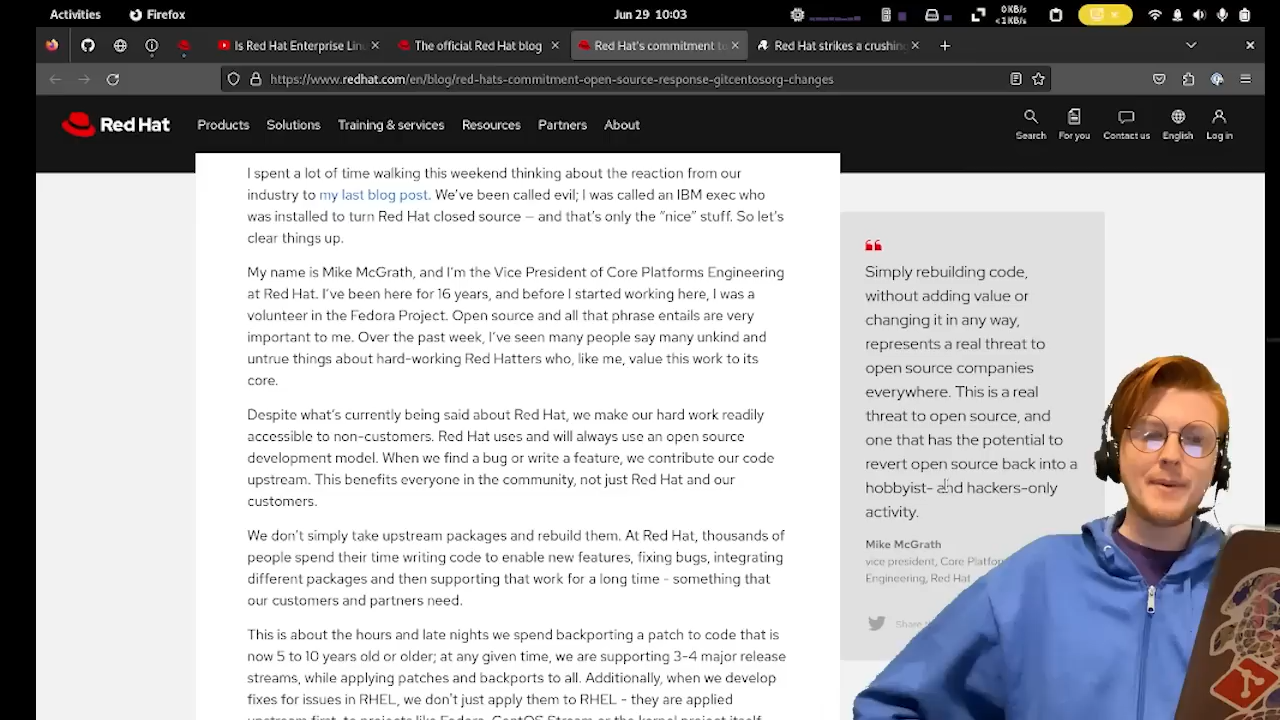 Activities
Firefox
Jun 29 10:03
0 KB/s
<1KB/s
Is Red Hat Enterprise Lin
The official Red Hat blog
Red Hat's commitment to
Red Hat strikes a crushing
https://www.redhat.com/en/blog/red-hats-commitment-open-source-response-gitcentosorg-changes
Red Hat
Products
Solutions
Training & services
Resources
Partners
About
Search
For you
Contact us
English
Log in
I spent a lot of time walking this weekend thinking about the reaction from our
industry to my last blog post. We've been called evil; I was called an IBM exec who
was installed to turn Red Hat closed source — and that's only the "nice" stuff. So let's
clear things up.
My name is Mike McGrath, and I'm the Vice President of Core Platforms Engineering
at Red Hat. I've been here for 16 years, and before I started working here, I was a
volunteer in the Fedora Project. Open source and all that phrase entails are very
important to me. Over the past week, I've seen many people say many unkind and
untrue things about hard-working Red Hatters who, like me, value this work to its
core.
Despite what's currently being said about Red Hat, we make our hard work readily
accessible to non-customers. Red Hat uses and will always use an open source
development model. When we find a bug or write a feature, we contribute our code
upstream. This benefits everyone in the community, not just Red Hat and our
customers.
We don't simply take upstream packages and rebuild them. At Red Hat, thousands of
people spend their time writing code to enable new features, fixing bugs, integrating
different packages and then supporting that work for a long time - something that
our customers and partners need.
This is about the hours and late nights we spend backporting a patch to code that is
now 5 to 10 years old or older; at any given time, we are supporting 3-4 major release
streams, while applying patches and backports to all. Additionally, when we develop
fixes for issues in RHEL, we don't just apply them to RHEL - they are applied
upstream first, to projects like Fedora, CentOS Stream or the kernel project itself
Simply rebuilding code,
without adding value or
changing it in any way,
represents a real threat to
open source companies
everywhere. This is a real
threat to open source, and
one that has the potential to
revert open source back into a
hobbyist- and hackers-only
activity.
Mike McGrath
vice president, Core Platfor
Engineering, Red Hat
Share